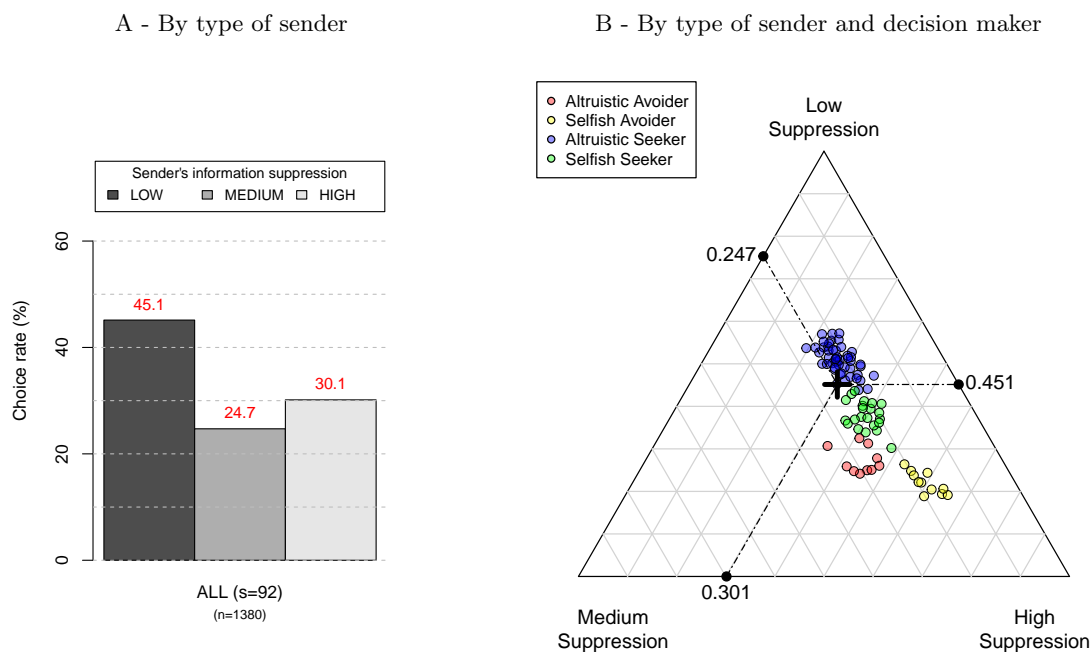 A - By type of sender
B - By type of sender and decision maker
Sender's information suppression
LOW
MEDIUM
HIGH
Choice rate (%)
60
40
20
0
45.1
24.7
30.1
ALL (s=92)
(n=1380)
Altruistic Avoider
Selfish Avoider
Altruistic Seeker
Selfish Seeker
Low
Suppression
0.247
0.451
0.301
Medium
Suppression
High
Suppression